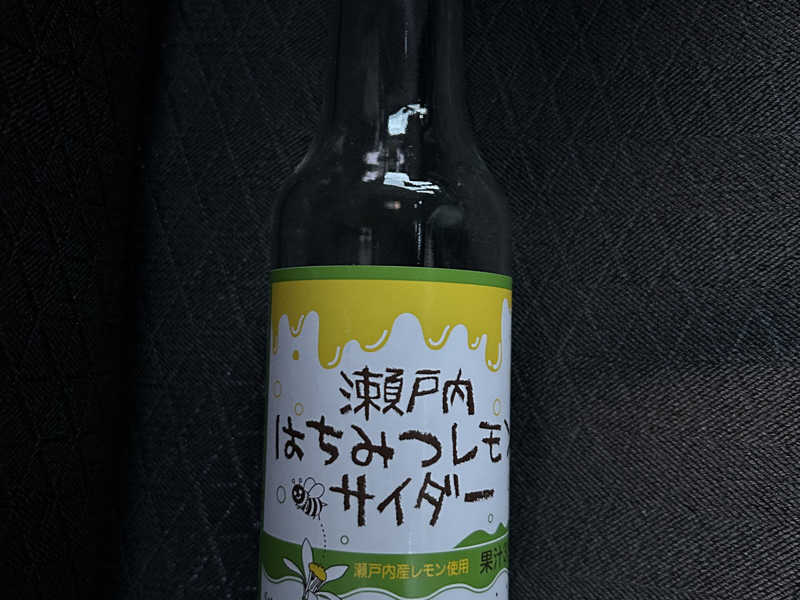 瀬戸内
はちみつレモン
サイダー
瀬戸内産レモン使用
果汁